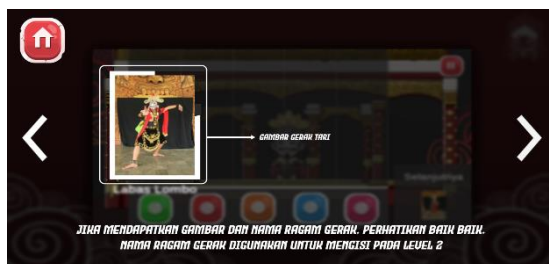 GAMBAR GERAK TARI
Labas Lombo
Selanjutnya
JIKA MENDAPATKAN GAMBAR DAN NAMA RAGAM GERAK. PERHATIKAN BAIK BAIK.
NAMA RAGAM GERAK DIGUNAKAN UNTUK MENGISI PADA LEVEL 2